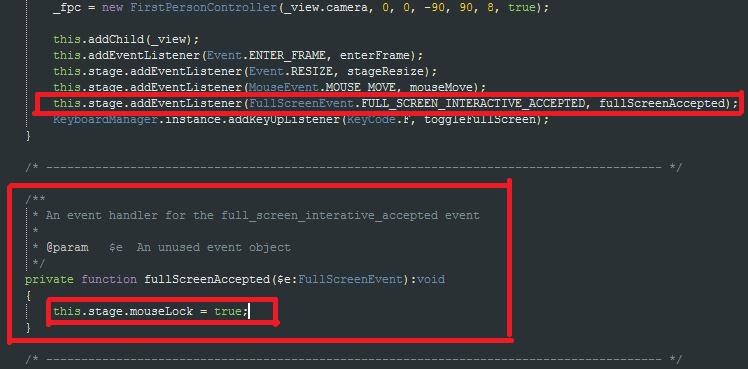 _fpc = new FirstPersonController(_view.camera, 0, 0, -90, 90, 8, true);
this.addChild(_view);
this.addEventListener(Event.ENTER_FRAME, enterFrame);
this.stage.addEventListener(Event.RESIZE, stageResize);
this.stage.addEventListener(MouseEvent.MOUSE_MOVE, mouseMove);
this.stage.addEventListener(FullScreenEvent.FULL_SCREEN_INTERACTIVE_ACCEPTED, fullScreenAccepted);
KeyboardManager.instance.addKeyUpListener(KeyCode.F, toggleFullScreen);
}
/* ------------------------------------------------------------------------------- */
/**
* An event handler for the full_screen_interative_accepted event
*
* @param $e An unused event object
*/
private function fullScreenAccepted($e:FullScreenEvent):void
{
this.stage.mouseLock = true;
}
/* ------------------------------------------------------------------------------- */